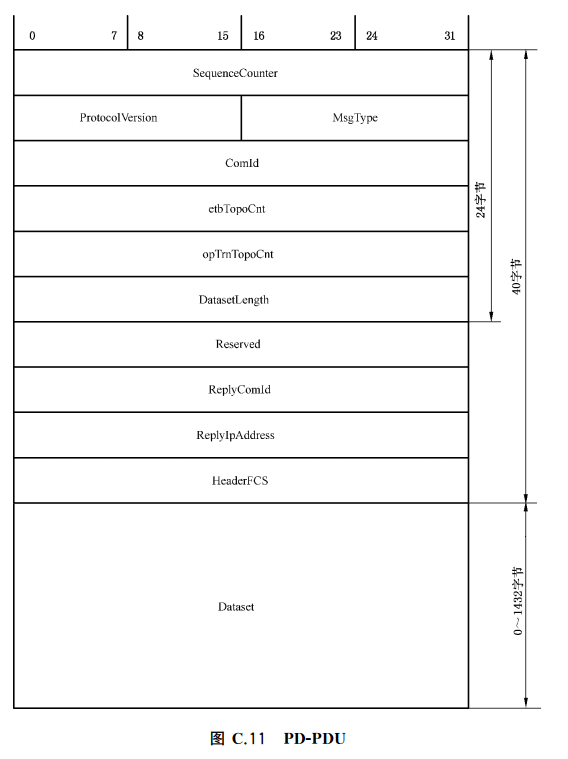 0 7 8 15 16 23 24 31
SequenceCounter
ProtocolVersion MsgType
ComId
etbTopoCnt
opTrnTopoCnt
DatasetLength
24字节
Reserved
ReplyComId
ReplyIpAddress
HeaderFCS
40字节
Dataset
0～1432字节
图 C.11 PD-PDU